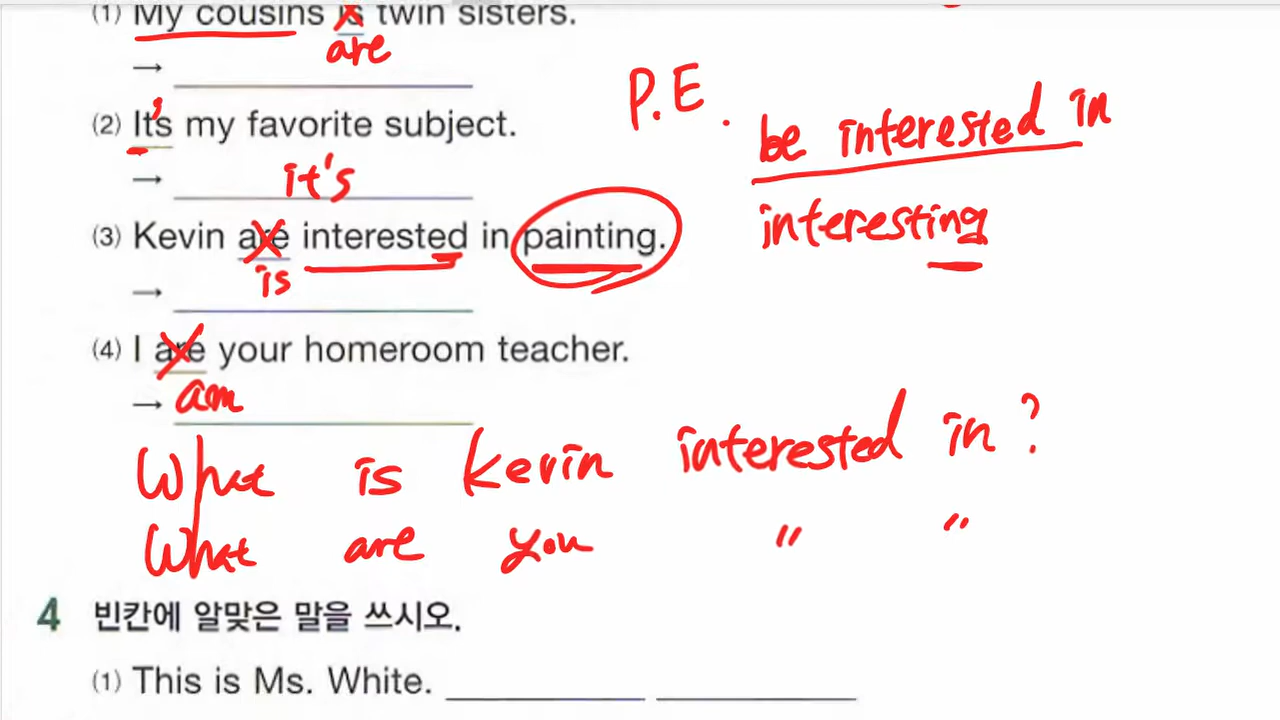 (1) My cousins is twin sisters.
are
→
(2) It's my favorite subject.
P.E.
be interested in
→ it's
interesting
(3) Kevin are interested in painting.
is
→
(4) I are your homeroom teacher.
→ am
What is Kevin interested in?
What are you " "
4 빈칸에 알맞은 말을 쓰시오.
(1) This is Ms. White.